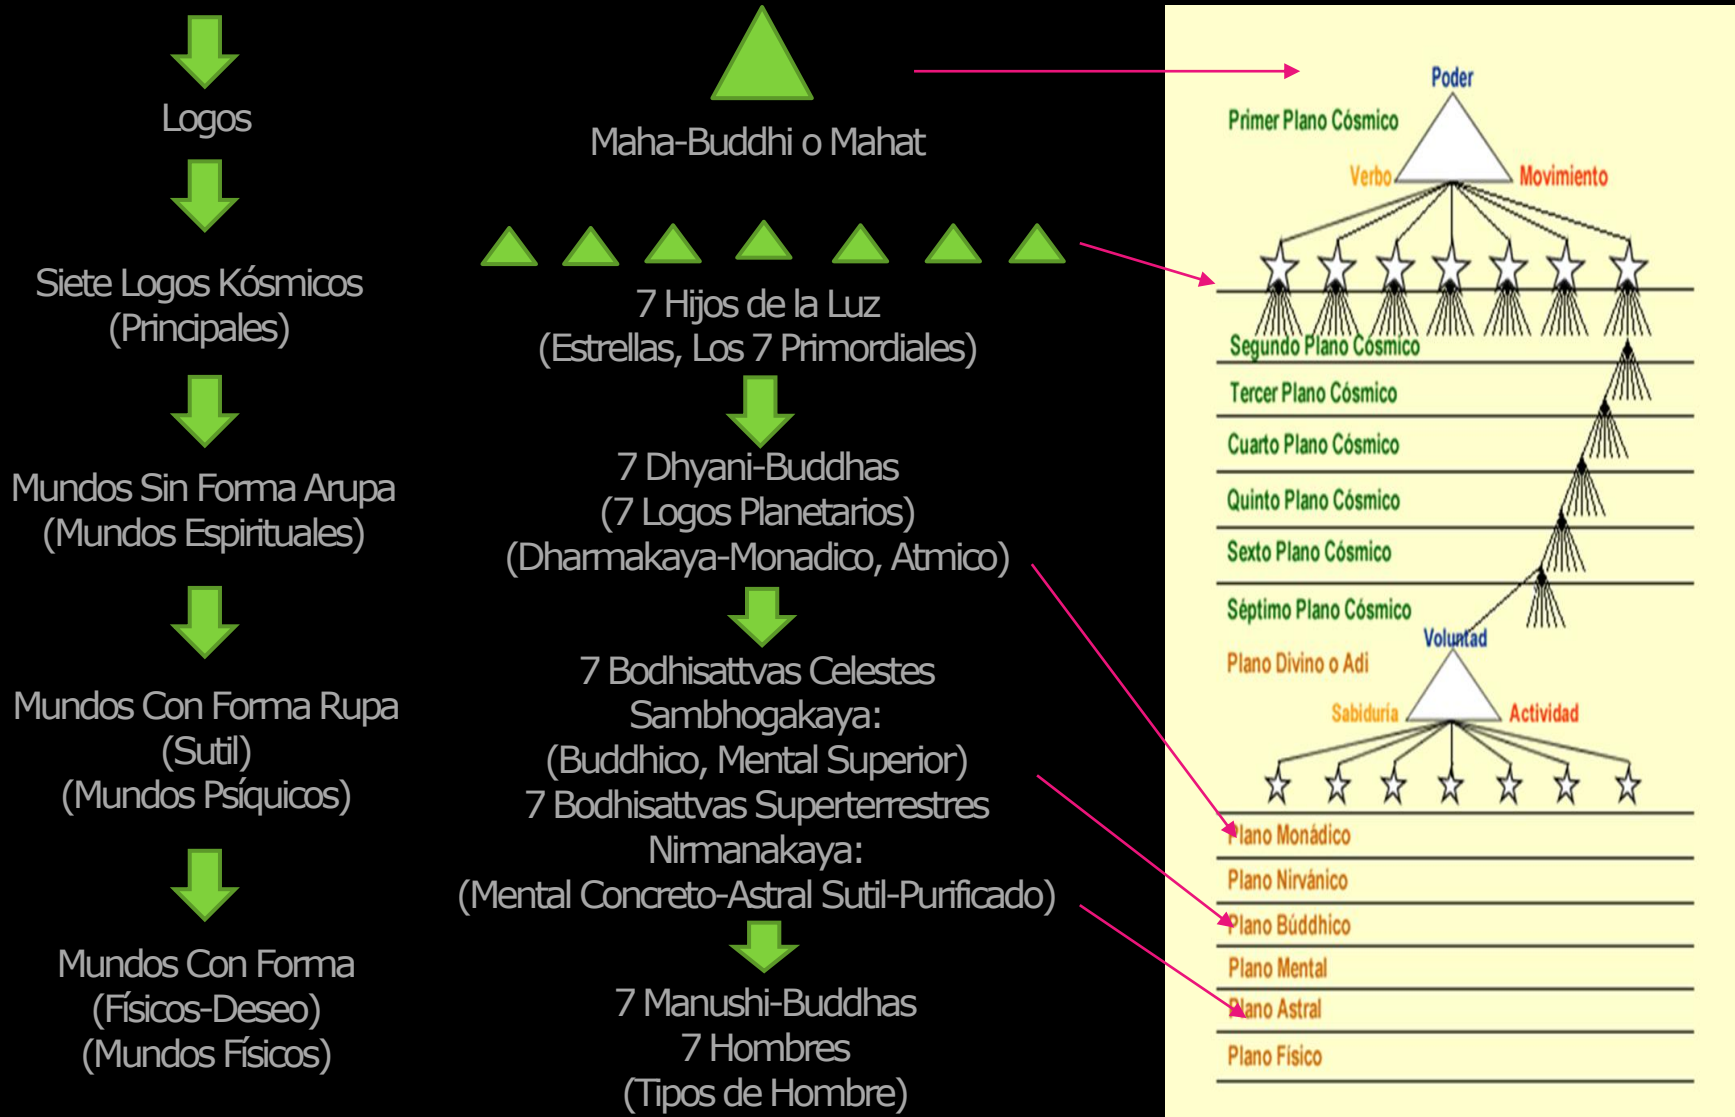 Logos
Siete Logos Kósmicos
(Principales)
Mundos Sin Forma Arupa
(Mundos Espirituales)
Mundos Con Forma Rupa
(Sutil)
(Mundos Psíquicos)
Mundos Con Forma
(Físicos-Deseo)
(Mundos Físicos)
Maha-Buddhi o Mahat
7 Hijos de la Luz
(Estrellas, Los 7 Primordiales)
7 Dhyani-Buddhas
(7 Logos Planetarios)
(Dharmakaya-Monadico, Atmico)
7 Bodhisattvas Celestes
Sambhogakaya:
(Buddhico, Mental Superior)
7 Bodhisattvas Superterrestres
Nirmanakaya:
(Mental Concreto-Astral Sutil-Purificado)
7 Manushi-Buddhas
7 Hombres
(Tipos de Hombre)
Poder
Primer Plano Cósmico
Verbo
Movimiento
Segundo Plano Cósmico
Tercer Plano Cósmico
Cuarto Plano Cósmico
Quinto Plano Cósmico
Sexto Plano Cósmico
Séptimo Plano Cósmico
Voluntad
Plano Divino o Adi
Sabiduría
Actividad
Plano Monádico
Plano Nirvánico
Plano Búddhico
Plano Mental
Plano Astral
Plano Físico